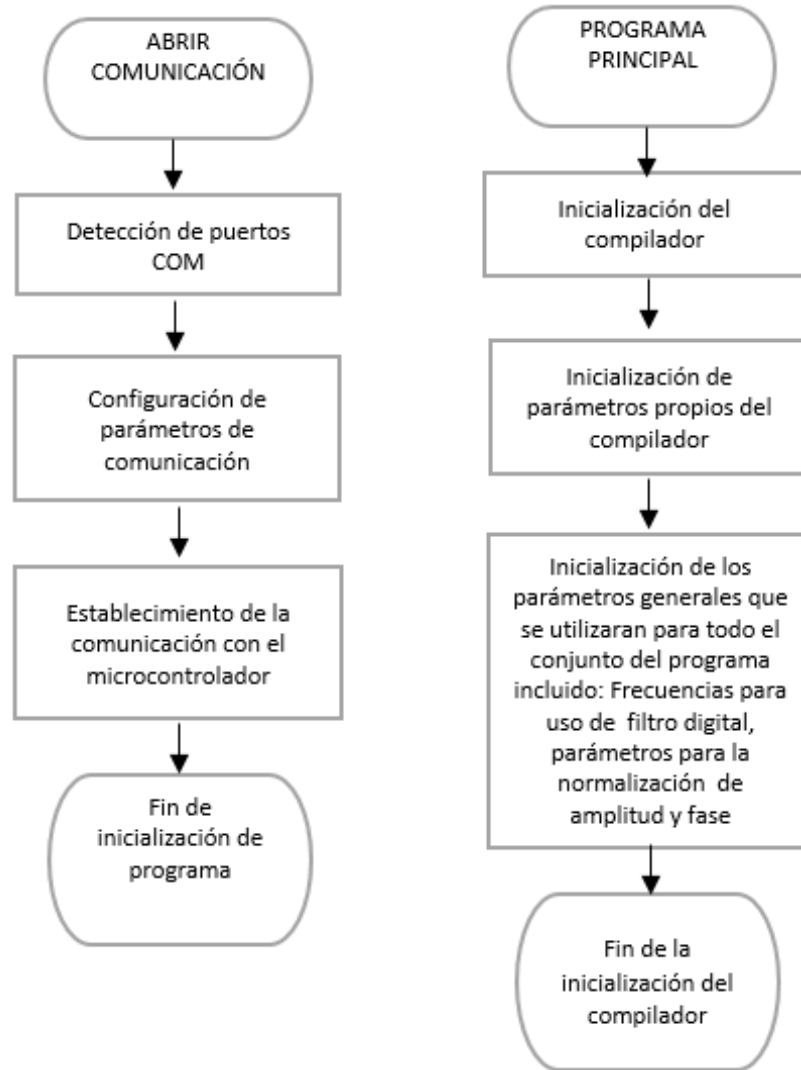 ABRIR
COMUNICACIÓN
Detección de puertos
COM
Configuración de
parámetros de
comunicación
Establecimiento de la
comunicación con el
microcontrolador
Fin de
inicialización de
programa
PROGRAMA
PRINCIPAL
Inicialización del
compilador
Inicialización de
parámetros propios del
compilador
Inicialización de los
parámetros generales que
se utilizaran para todo el
conjunto del programa
incluido: Frecuencias para
uso de filtro digital,
parámetros para la
normalización de
amplitud y fase
Fin de la
inicialización del
compilador